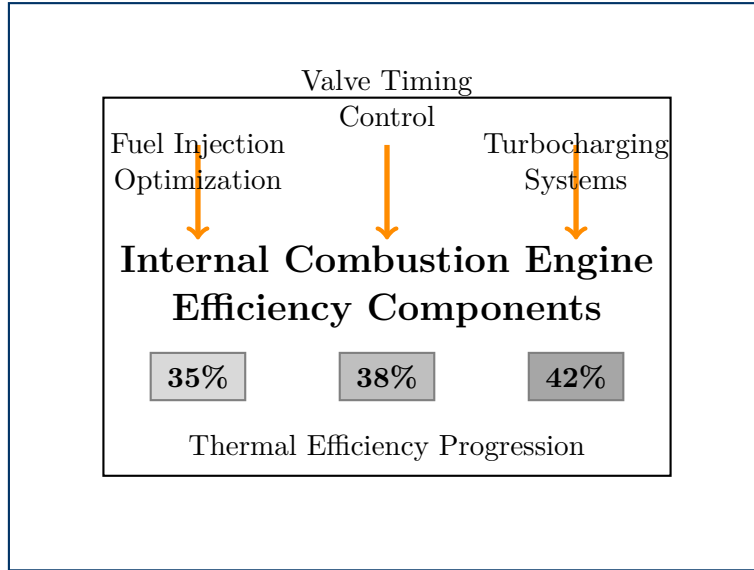 Valve Timing
Control
Fuel Injection
Optimization
Turbocharging
Systems
Internal Combustion Engine
Efficiency Components
35%
38%
42%
Thermal Efficiency Progression